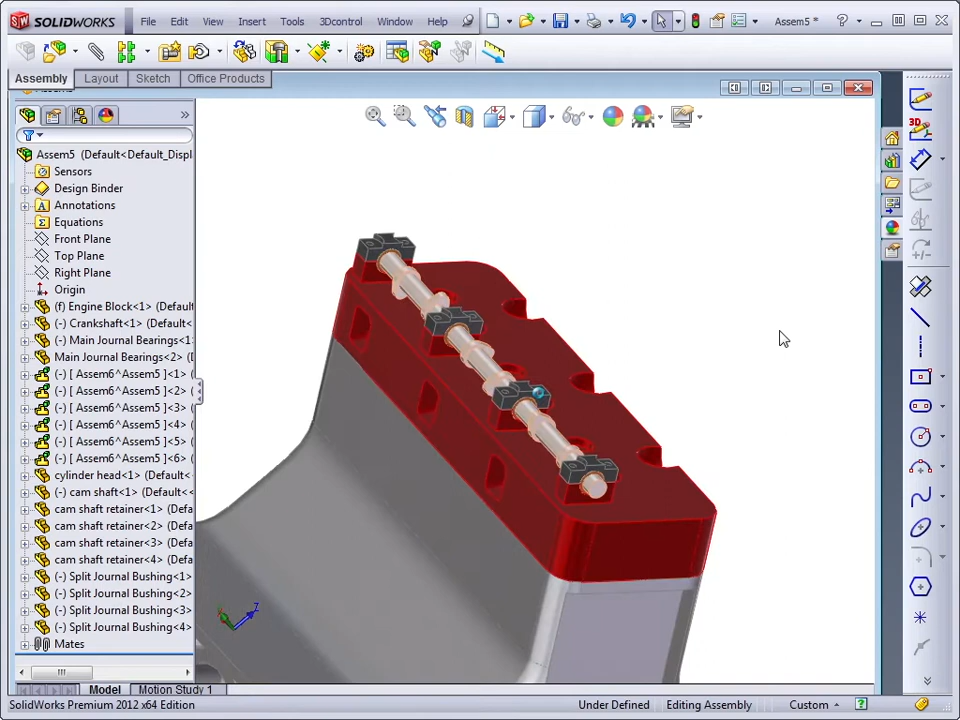 SOLIDWORKS File Edit View Insert Tools 3Dcontrol Window Help Assem5 *
Assembly Layout Sketch Office Products
Assem5 (Default<Default_Displ
Sensors
Design Binder
Annotations
Equations
Front Plane
Top Plane
Right Plane
Origin
(f) Engine Block<1> (Default
(-) Crankshaft<1> (Default<
(-) Main Journal Bearings<1>
Main Journal Bearings<2> (
(-) [ Assem6^Assem5 ]<1>
(-) [ Assem6^Assem5 ]<2>
(-) [ Assem6^Assem5 ]<3>
(-) [ Assem6^Assem5 ]<4>
(-) [ Assem6^Assem5 ]<5>
(-) [ Assem6^Assem5 ]<6>
cylinder head<1> (Default<
(-) cam shaft<1> (Default<<
cam shaft retainer<1> (Defa
cam shaft retainer<2> (Defa
cam shaft retainer<3> (Defa
cam shaft retainer<4> (Defa
(-) Split Journal Bushing<1>
(-) Split Journal Bushing<2>
(-) Split Journal Bushing<3>
(-) Split Journal Bushing<4>
Mates
3D
Z
Model Motion Study 1
SolidWorks Premium 2012 x64 Edition Under Defined Editing Assembly Custom